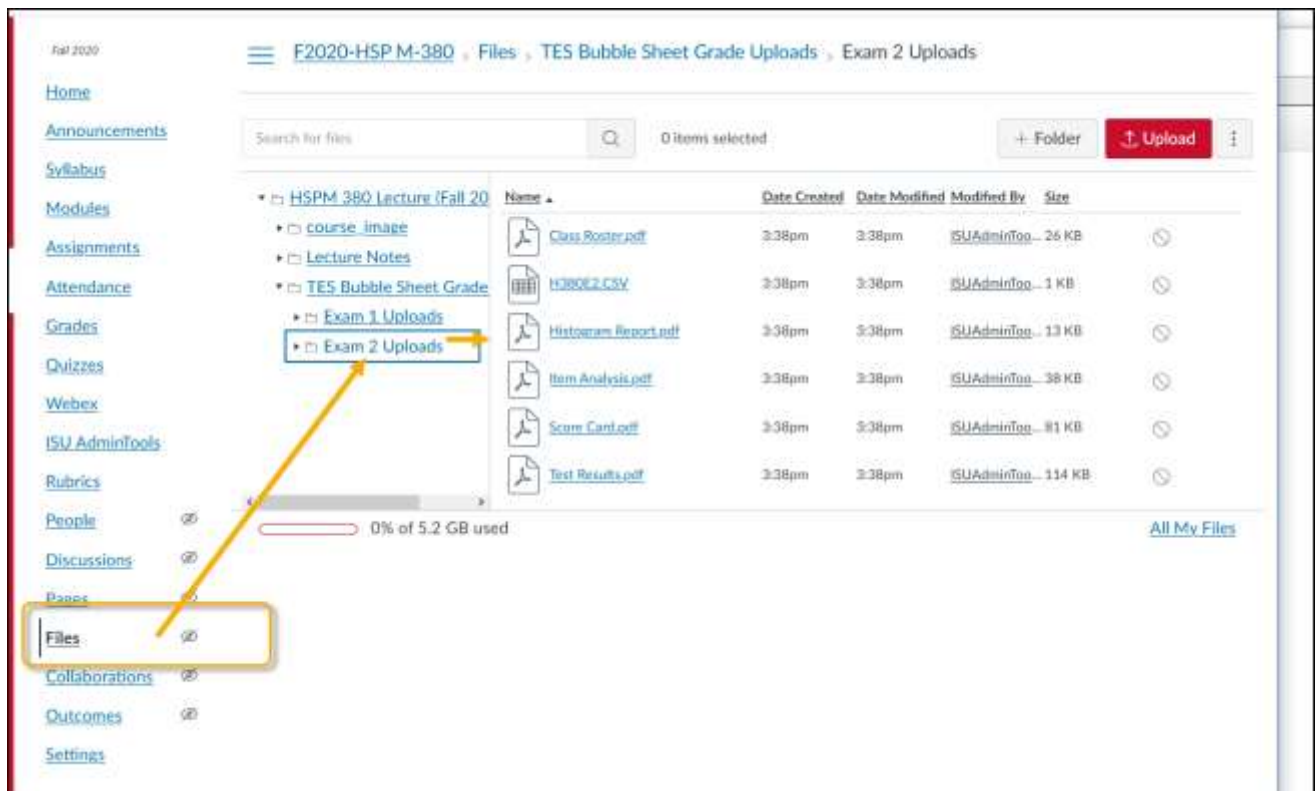 Fall 2020
F2020-HSP M-380 › Files › TES Bubble Sheet Grade Uploads › Exam 2 Uploads
Home
Announcements
Syllabus
Modules
Assignments
Attendance
Grades
Quizzes
Webex
ISU AdminTools
Rubrics
People
Discussions
Pages
Files
Collaborations
Outcomes
Settings
Search for files
0 items selected
+ Folder
Upload
HSPM 380 Lecture (Fall 20
course_image
Lecture Notes
TES Bubble Sheet Grade
Exam 1 Uploads
Exam 2 Uploads
Name Date Created Date Modified Modified By Size
Class Roster.pdf 3:38pm 3:38pm ISUAdminToo... 26 KB
H380E2.CSV 3:38pm 3:38pm ISUAdminToo... 1 KB
Histogram Report.pdf 3:38pm 3:38pm ISUAdminToo... 13 KB
Item Analysis.pdf 3:38pm 3:38pm ISUAdminToo... 38 KB
Score Card.pdf 3:38pm 3:38pm ISUAdminToo... 81 KB
Test Results.pdf 3:38pm 3:38pm ISUAdminToo... 114 KB
0% of 5.2 GB used
All My Files